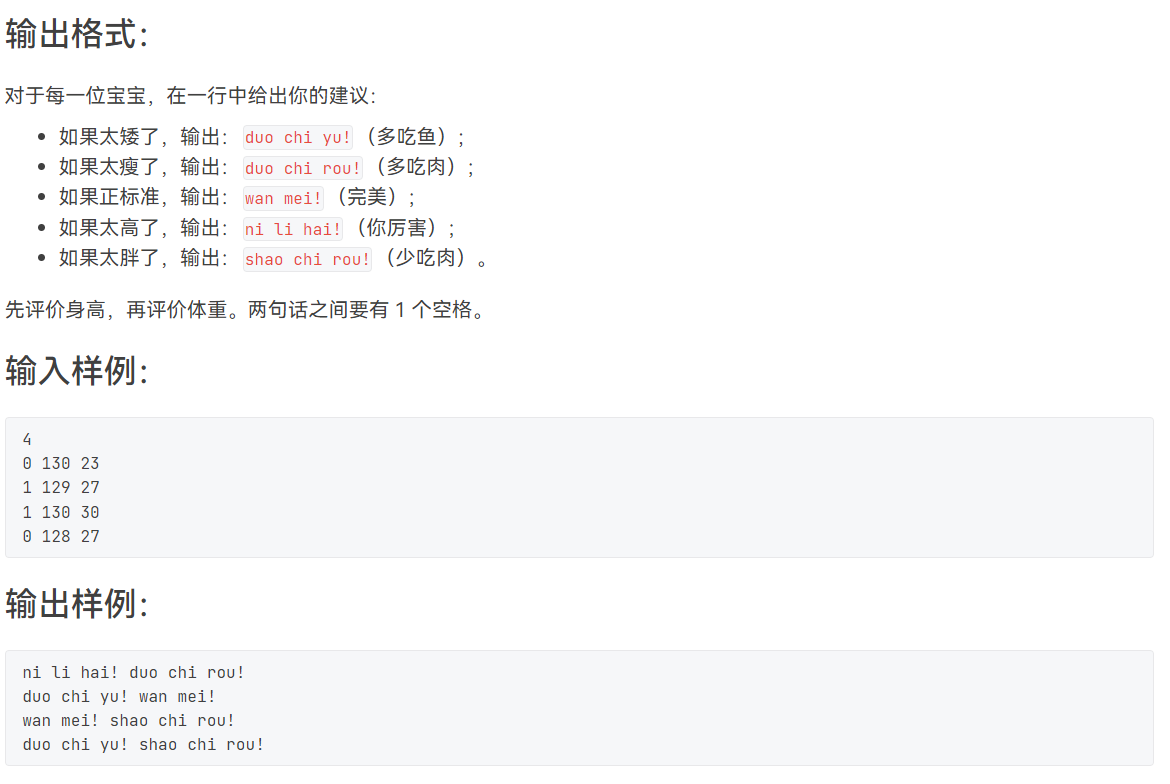 输出格式：
对于每一位宝宝，在一行中给出你的建议：
如果太矮了，输出：duo chi yu!（多吃鱼）；
如果太瘦了，输出：duo chi rou!（多吃肉）；
如果正标准，输出：wan mei!（完美）；
如果太高了，输出：ni li hai!（你厉害）；
如果太胖了，输出：shao chi rou!（少吃肉）。
先评价身高，再评价体重。两句话之间要有 1 个空格。
输入样例：
4
0 130 23
1 129 27
1 130 30
0 128 27
输出样例：
ni li hai! duo chi rou!
duo chi yu! wan mei!
wan mei! shao chi rou!
duo chi yu! shao chi rou!